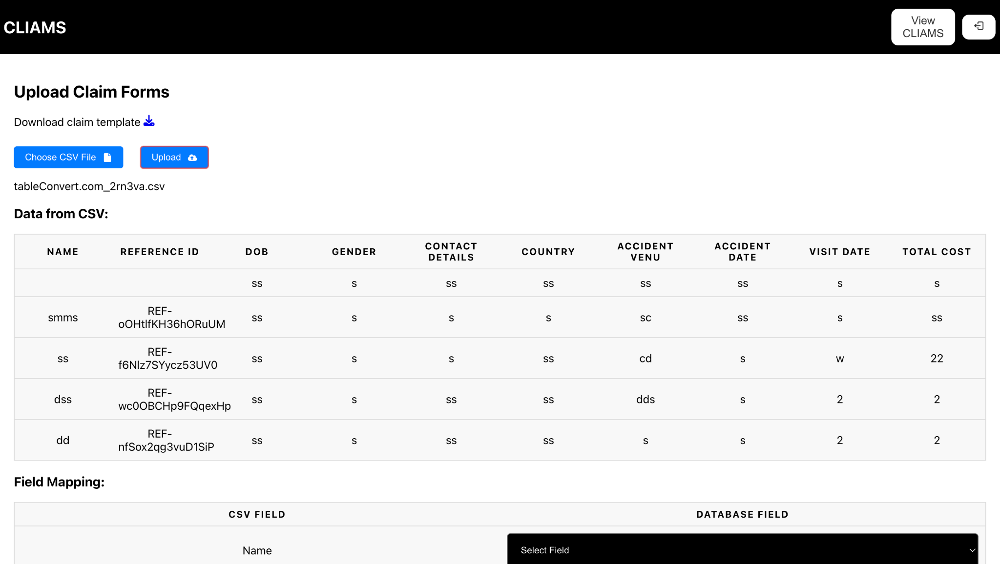 CLIAMS
View
CLIAMS
Upload Claim Forms
Download claim template
Choose CSV File
Upload
tableConvert.com_2rn3va.csv
Data from CSV:
NAME REFERENCE ID DOB GENDER CONTACT DETAILS COUNTRY ACCIDENT VENU ACCIDENT DATE VISIT DATE TOTAL COST
ss s ss ss ss ss s s
smms REF-oOHtlfKH36hORuUM ss s s s sc ss s ss
ss REF-f6Nlz7SYycz53UV0 ss s s ss cd s w 22
dss REF-wc0OBCHp9FQqexHp ss s ss ss dds s 2 2
dd REF-nfSox2qg3vuD1SiP ss s ss ss s s 2 2
Field Mapping:
CSV FIELD DATABASE FIELD
Name Select Field